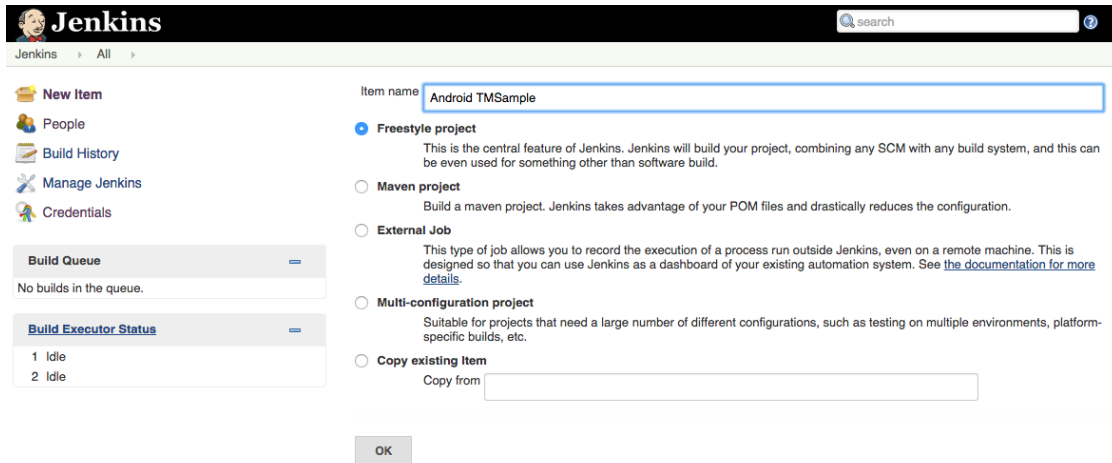 Jenkins
search
Jenkins
All
New Item
People
Build History
Manage Jenkins
Credentials
Build Queue
No builds in the queue.
Build Executor Status
1 Idle
2 Idle
Item name Android TMSample
Freestyle project
This is the central feature of Jenkins. Jenkins will build your project, combining any SCM with any build system, and this can
be even used for something other than software build.
Maven project
Build a maven project. Jenkins takes advantage of your POM files and drastically reduces the configuration.
External Job
This type of job allows you to record the execution of a process run outside Jenkins, even on a remote machine. This is
designed so that you can use Jenkins as a dashboard of your existing automation system. See the documentation for more
details.
Multi-configuration project
Suitable for projects that need a large number of different configurations, such as testing on multiple environments, platform-
specific builds, etc.
Copy existing Item
Copy from
OK